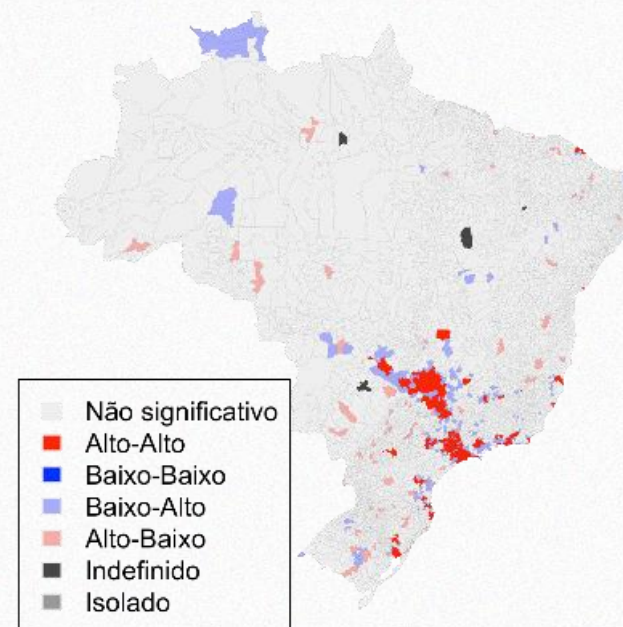 Não significativo
Alto-Alto
Baixo-Baixo
Baixo-Alto
Alto-Baixo
Indefinido
Isolado